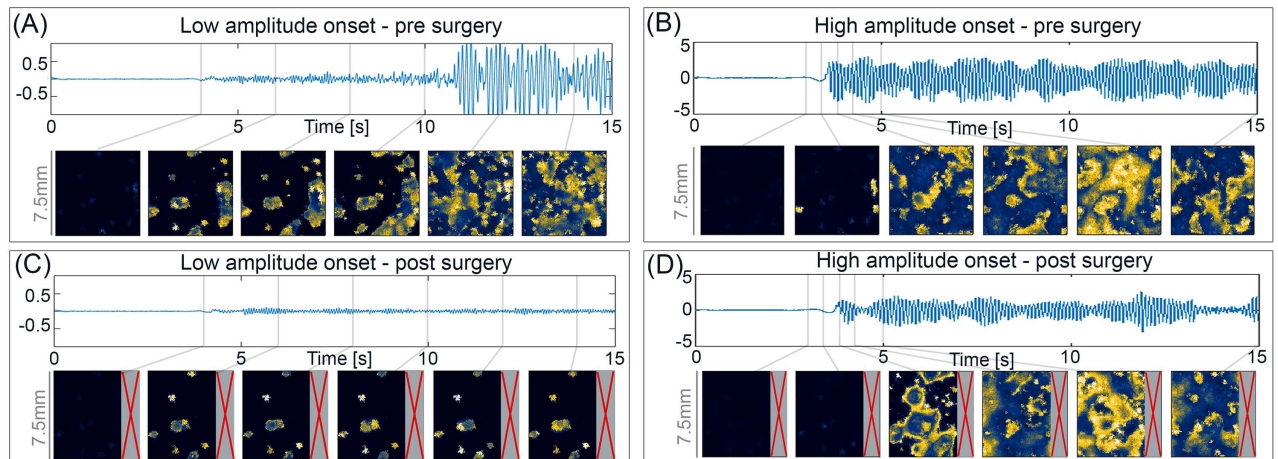 (A)
Low amplitude onset - pre surgery
0.5
-0.5
0
5
10
15
Time [s]
7.5mm
(B)
High amplitude onset - pre surgery
5
0
-5
0
5
10
15
Time [s]
7.5mm
(C)
Low amplitude onset - post surgery
0.5
-0.5
0
5
10
15
Time [s]
7.5mm
(D)
High amplitude onset - post surgery
5
0
-5
0
5
10
15
Time [s]
7.5mm